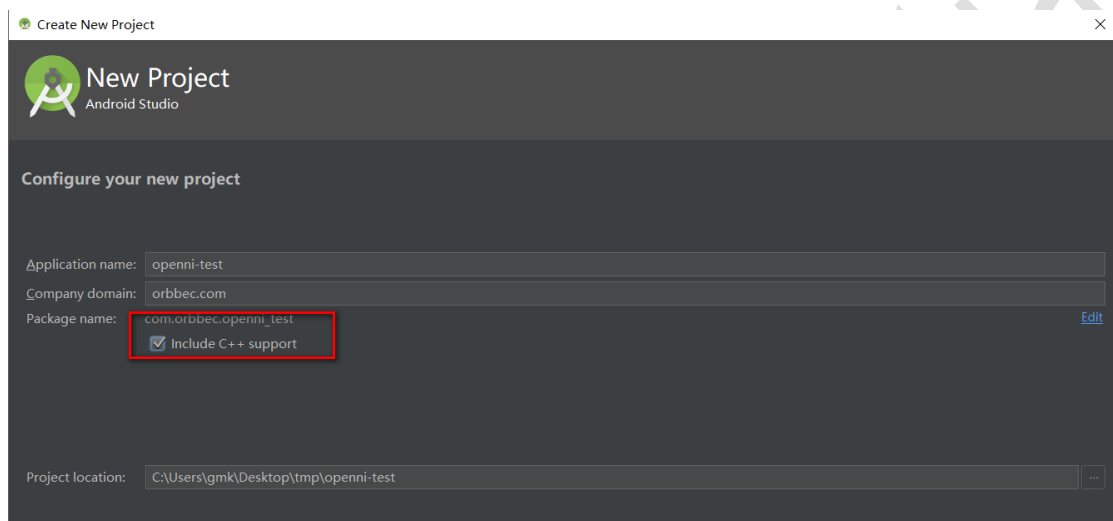 Create New Project
New Project
Android Studio
Configure your new project
Application name: openni-test
Company domain: orbbec.com
Package name: com.orbbec.openni_test Edit
Include C++ support
Project location: C:\Users\gmk\Desktop\tmp\openni-test ...